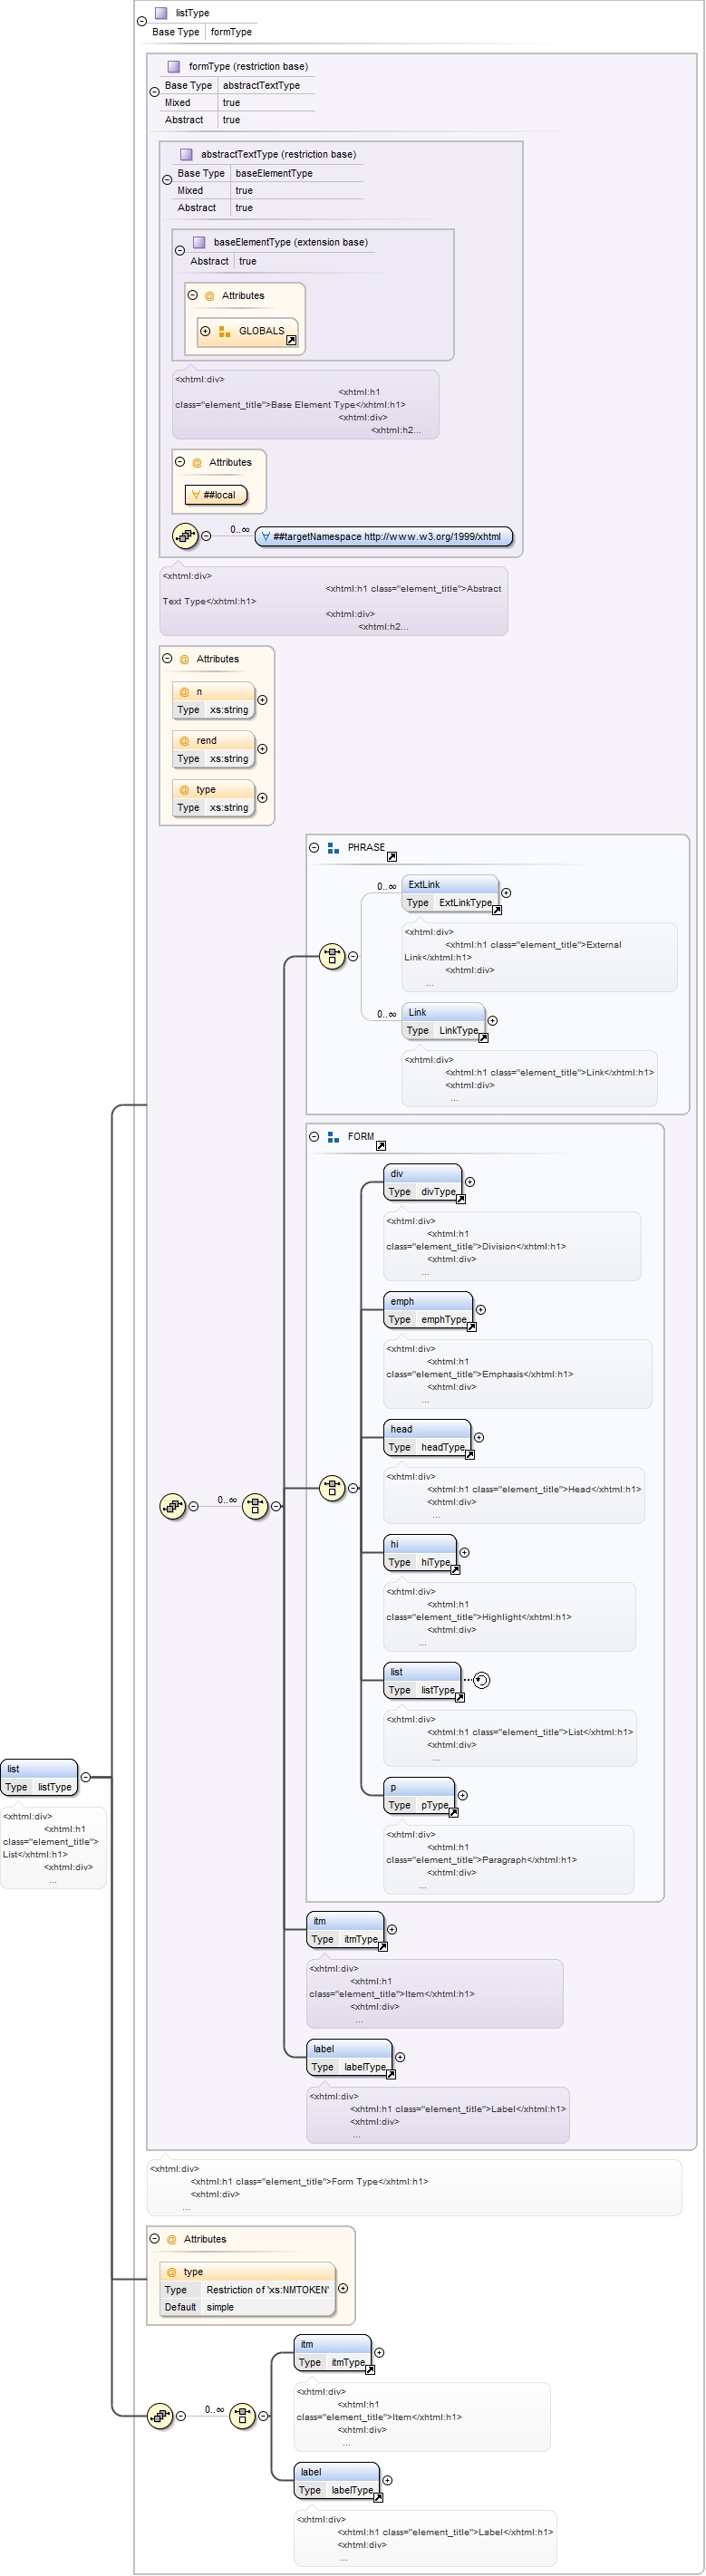 listType
Base Type formType
formType (restriction base)
Base Type abstractTextType
Mixed true
Abstract true
abstractTextType (restriction base)
Base Type baseElementType
Mixed true
Abstract true
baseElementType (extension base)
Abstract true
@ Attributes
GLOBALS
<xhtml:div>
<xhtml:h1
class="element_title">Base Element Type</xhtml:h1>
<xhtml:div>
<xhtml:h2...
@ Attributes
∀ ##local
0..∞
∀ ##targetNamespace http://www.w3.org/1999/xhtml
<xhtml:div>
<xhtml:h1 class="element_title">Abstract
Text Type</xhtml:h1>
<xhtml:div>
<xhtml:h2...
@ Attributes
@ n
Type xs:string
@ rend
Type xs:string
@ type
Type xs:string
PHRASE
0..∞
ExtLink
Type ExtLinkType
<xhtml:div>
<xhtml:h1 class="element_title">External
Link</xhtml:h1>
<xhtml:div>
...
0..∞
Link
Type LinkType
<xhtml:div>
<xhtml:h1 class="element_title">Link</xhtml:h1>
<xhtml:div>
...
FORM
div
Type divType
<xhtml:div>
<xhtml:h1
class="element_title">Division</xhtml:h1>
<xhtml:div>
...
emph
Type emphType
<xhtml:div>
<xhtml:h1
class="element_title">Emphasis</xhtml:h1>
<xhtml:div>
...
head
Type headType
<xhtml:div>
<xhtml:h1 class="element_title">Head</xhtml:h1>
<xhtml:div>
...
0..∞
hi
Type hiType
<xhtml:div>
<xhtml:h1
class="element_title">Highlight</xhtml:h1>
<xhtml:div>
...
list
Type listType
<xhtml:div>
<xhtml:h1 class="element_title">List</xhtml:h1>
<xhtml:div>
...
list
Type listType
<xhtml:div>
<xhtml:h1
class="element_title">
List</xhtml:h1>
<xhtml:div>
...
p
Type pType
<xhtml:div>
<xhtml:h1
class="element_title">Paragraph</xhtml:h1>
<xhtml:div>
...
itm
Type itmType
<xhtml:div>
<xhtml:h1
class="element_title">Item</xhtml:h1>
<xhtml:div>
...
label
Type labelType
<xhtml:div>
<xhtml:h1 class="element_title">Label</xhtml:h1>
<xhtml:div>
...
<xhtml:div>
<xhtml:h1 class="element_title">Form Type</xhtml:h1>
<xhtml:div>
...
@ Attributes
@ type
Type Restriction of 'xs:NMTOKEN'
Default simple
0..∞
itm
Type itmType
<xhtml:div>
<xhtml:h1
class="element_title">Item</xhtml:h1>
<xhtml:div>
...
label
Type labelType
<xhtml:div>
<xhtml:h1 class="element_title">Label</xhtml:h1>
<xhtml:div>
...